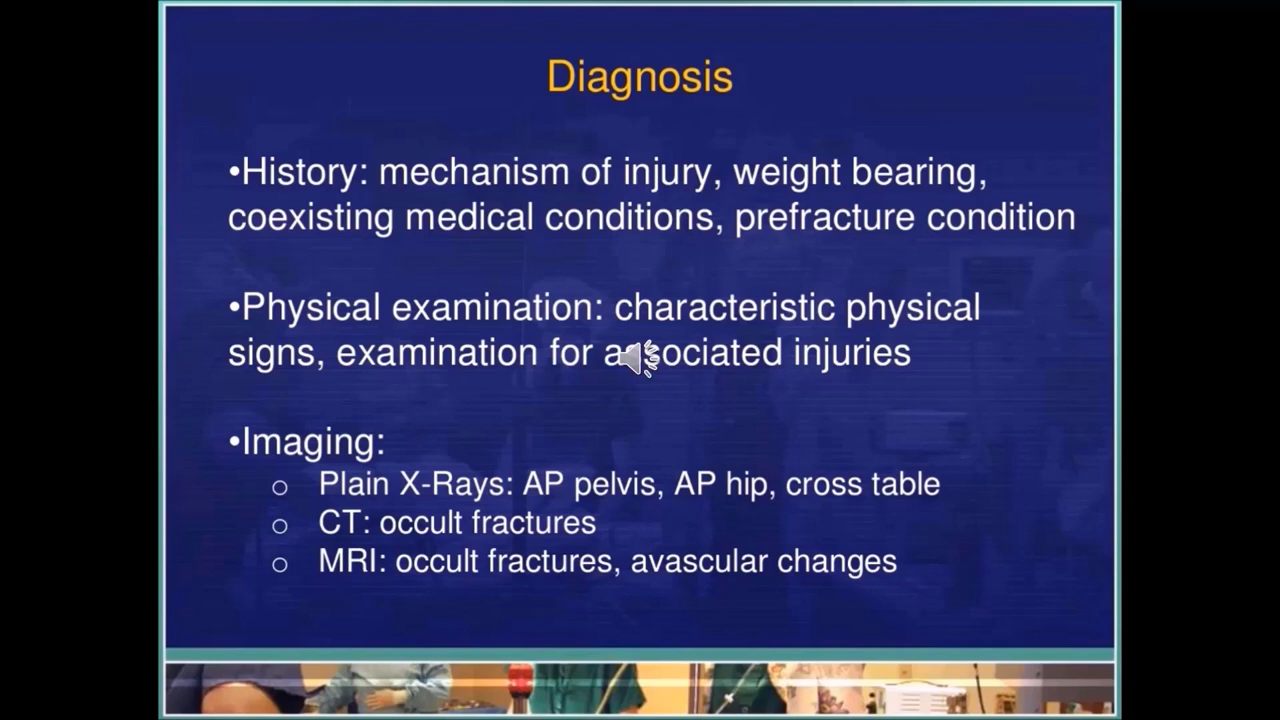 Diagnosis
•History: mechanism of injury, weight bearing,
coexisting medical conditions, prefracture condition
•Physical examination: characteristic physical
signs, examination for associated injuries
•Imaging:
o Plain X-Rays: AP pelvis, AP hip, cross table
o CT: occult fractures
o MRI: occult fractures, avascular changes